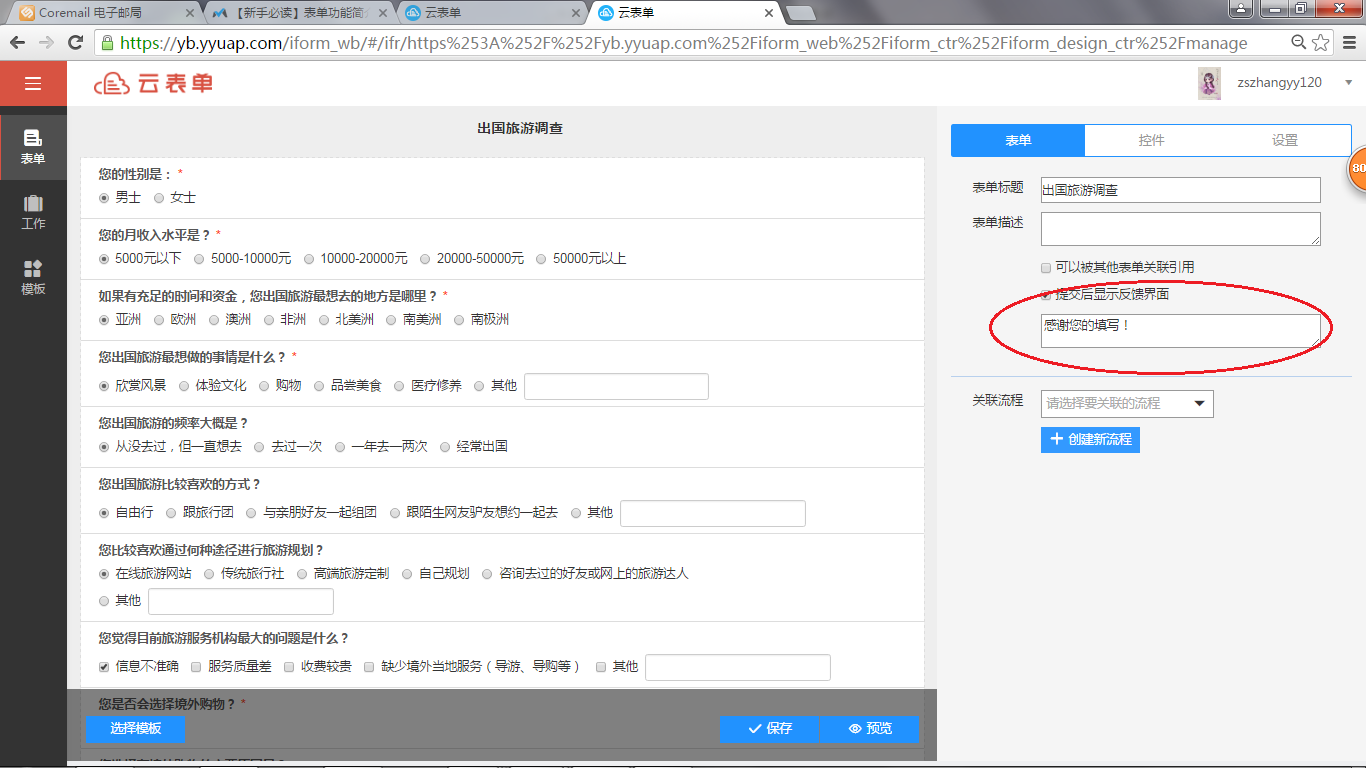 Coremail 电子邮局
【新手必读】表单功能简
云表单
云表单
https://yb.yyuap.com/iform_wb/#/ifr/https%253A%252F%252Fyb.yyuap.com%252Fiform_web%252Fiform_ctr%252Fiform_design_ctr%252Fmanage
云表单
zszhangyy120
表单
工作
模板
出国旅游调查
您的性别是： *
男士 女士
您的月收入水平是？ *
5000元以下 5000-10000元 10000-20000元 20000-50000元 50000元以上
如果有充足的时间和资金，您出国旅游最想去的地方是哪里？ *
亚洲 欧洲 澳洲 非洲 北美洲 南美洲 南极洲
您出国旅游最想做的事情是什么？ *
欣赏风景 体验文化 购物 品尝美食 医疗修养 其他
您出国旅游的频率大概是？
从没去过，但一直想去 去过一次 一年去一两次 经常出国
您出国旅游比较喜欢的方式？
自由行 跟旅行团 与亲朋好友一起组团 跟陌生网友驴友想约一起去 其他
您比较喜欢通过何种途径进行旅游规划？
在线旅游网站 传统旅行社 高端旅游定制 自己规划 咨询去过的好友或网上的旅游达人
其他
您觉得目前旅游服务机构最大的问题是什么？
信息不准确 服务质量差 收费较贵 缺少境外当地服务（导游、导购等） 其他
您是否会选择境外购物？ *
选择模板 保存 预览
表单 控件 设置
80
表单标题 出国旅游调查
表单描述
可以被其他表单关联引用
提交后显示反馈界面
感谢您的填写！
关联流程 请选择要关联的流程
创建新流程